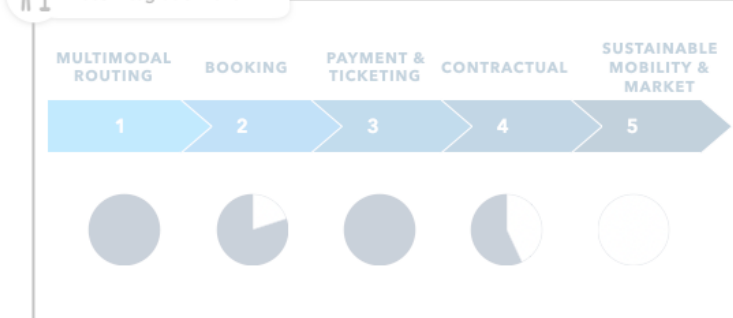 MULTIMODAL
ROUTING
BOOKING
PAYMENT &
TICKETING
CONTRACTUAL
SUSTAINABLE
MOBILITY &
MARKET
1
2
3
4
5